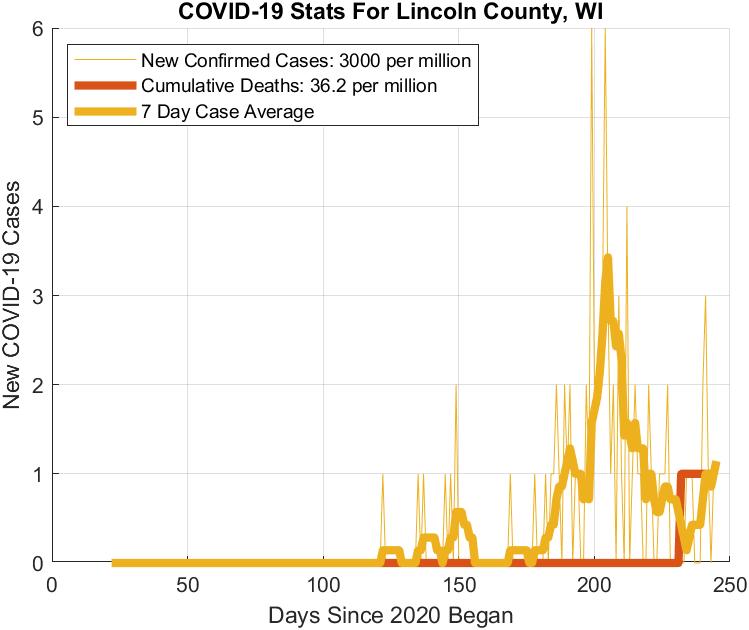 COVID-19 Stats For Lincoln County, WI
New Confirmed Cases: 3000 per million
Cumulative Deaths: 36.2 per million
7 Day Case Average
New COVID-19 Cases
6
5
4
3
2
1
0
0 50 100 150 200 250
Days Since 2020 Began